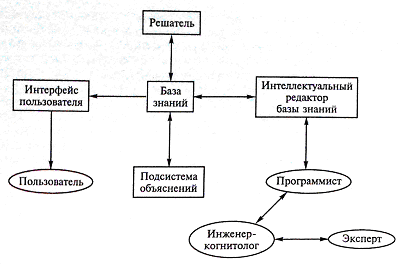 Решатель
Интерфейс
пользователя
База
знаний
Интеллектуальный
редактор
базы знаний
Пользователь
Подсистема
объяснений
Программист
Инженер-
когнитолог
Эксперт